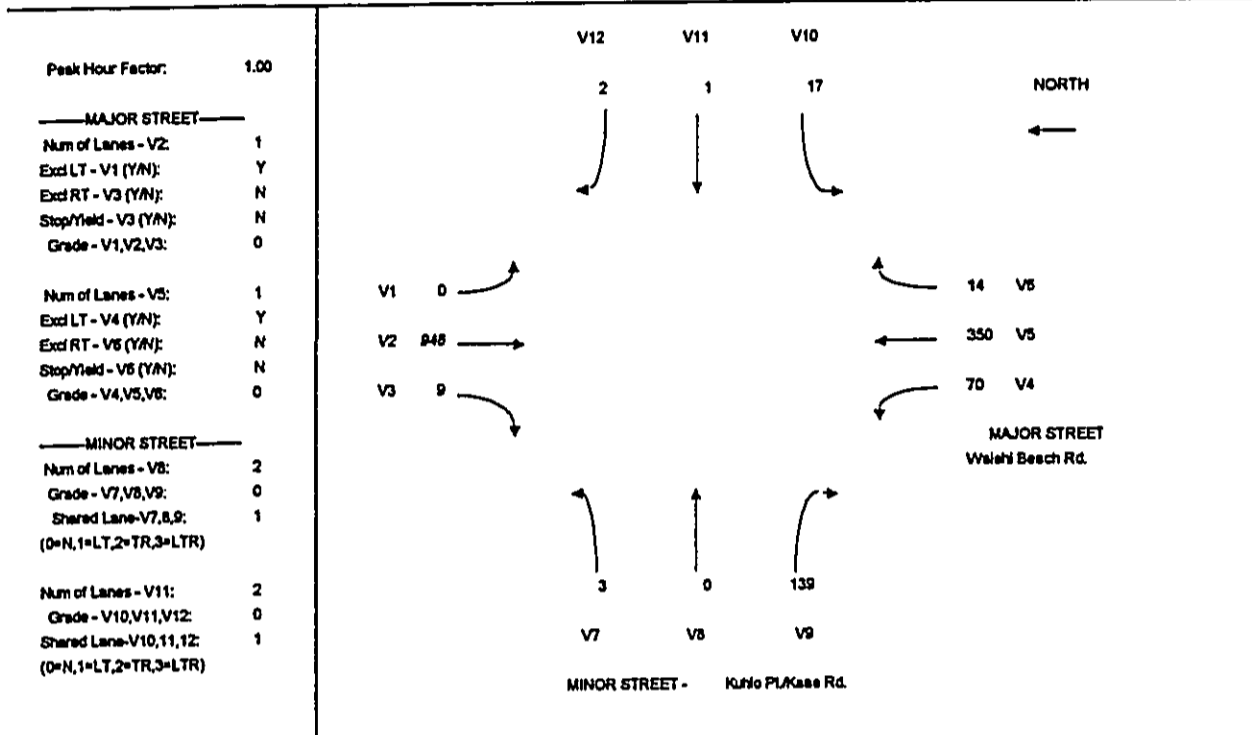 Peak Hour Factor: 1.00
MAJOR STREET
Num of Lanes - V2: 1
Excl LT - V1 (Y/N): Y
Excl RT - V3 (Y/N): N
Stop/Yield - V3 (Y/N): N
Grade - V1,V2,V3: 0
Num of Lanes - V5: 1
Excl LT - V4 (Y/N): Y
Excl RT - V6 (Y/N): N
Stop/Yield - V6 (Y/N): N
Grade - V4,V5,V6: 0
MINOR STREET
Num of Lanes - V8: 2
Grade - V7,V8,V9: 0
Shared Lane-V7,8,9: 1
(0=N,1=LT,2=TR,3=LTR)
Num of Lanes - V11: 2
Grade - V10,V11,V12: 0
Shared Lane-V10,11,12: 1
(0=N,1=LT,2=TR,3=LTR)
V12 V11 V10
2 1 17
NORTH
V1 0
V2
V3 9
14 V6
350 V5
70 V4
MAJOR STREET
Beach Rd.
3 0 139
V7 V8 V9
MINOR STREET - Kuhio Pl./ Rd.